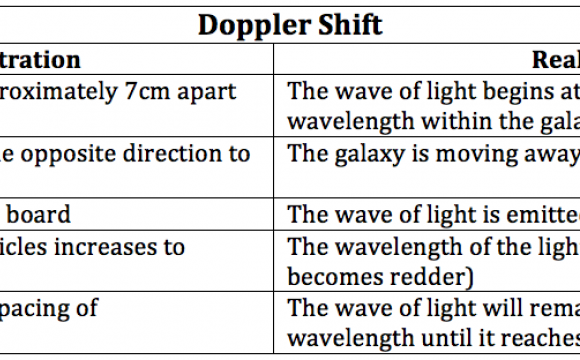 Doppler Shift
tration Real
roximately 7cm apart The wave of light begins at
wavelength within the gala
e opposite direction to The galaxy is moving away
board The wave of light is emitte
icles increases to The wavelength of the light
becomes redder)
pacing of The wave of light will rema
wavelength until it reaches